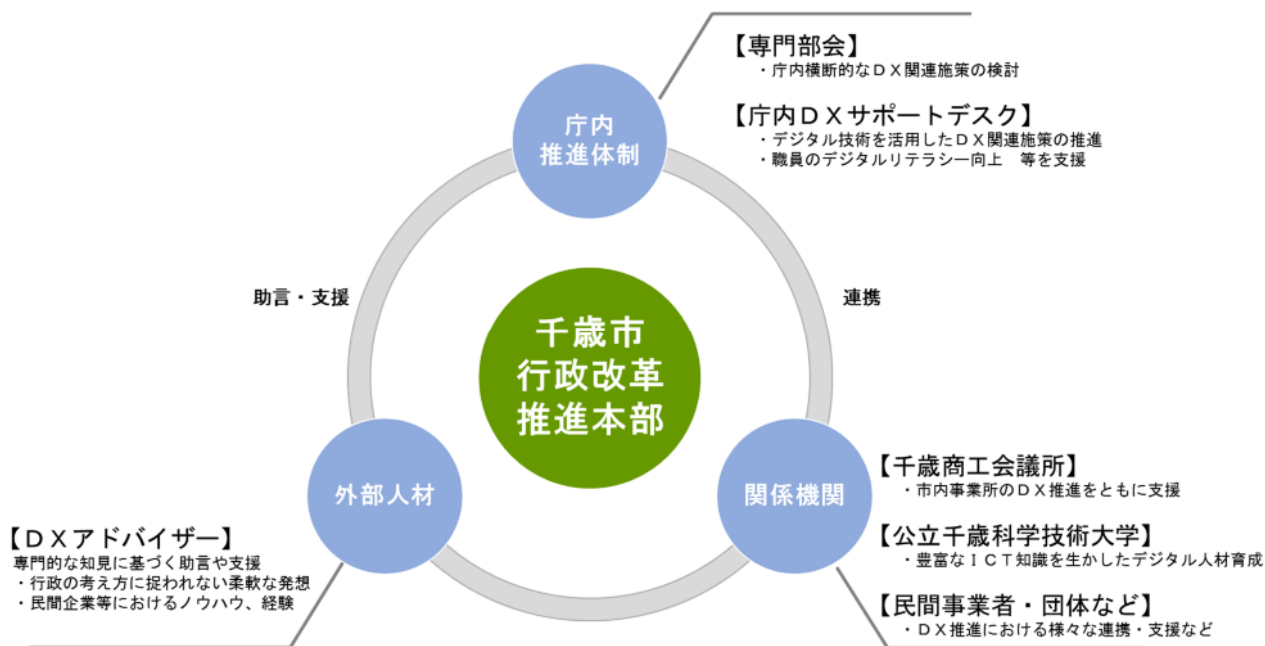 【専門部会】
・庁内横断的なＤＸ関連施策の検討
【庁内ＤＸサポートデスク】
・デジタル技術を活用したＤＸ関連施策の推進
・職員のデジタルリテラシー向上　等を支援
庁内
推進体制
助言・支援
連携
千歳市
行政改革
推進本部
外部人材
関係機関
【ＤＸアドバイザー】
専門的な知見に基づく助言や支援
・行政の考え方に捉われない柔軟な発想
・民間企業等におけるノウハウ、経験
【千歳商工会議所】
・市内事業所のＤＸ推進をともに支援
【公立千歳科学技術大学】
・豊富なＩＣＴ知識を生かしたデジタル人材育成
【民間事業者・団体など】
・ＤＸ推進における様々な連携・支援など